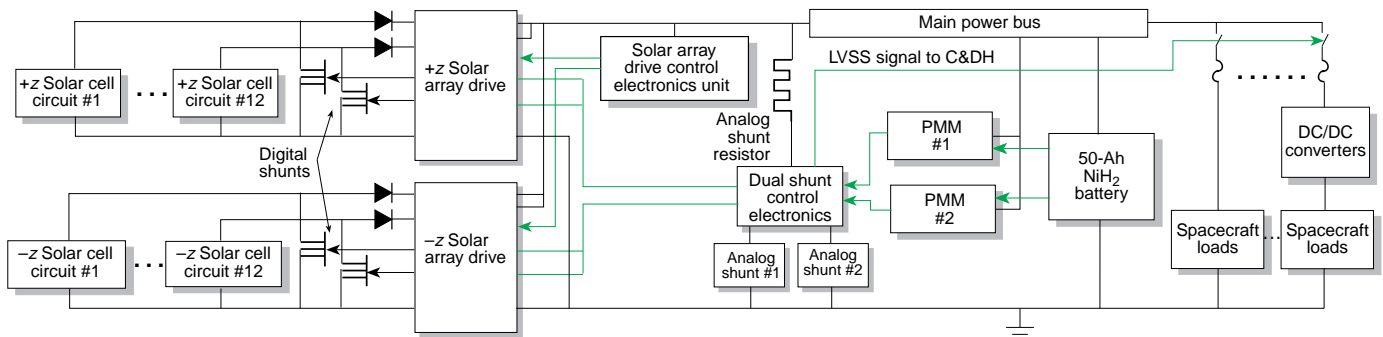 +z Solar cell
circuit #1
+z Solar cell
circuit #12
+z Solar
array drive
Solar array
drive control
electronics unit
Main power bus
LVSS signal to C&DH
Analog
shunt
resistor
PMM
#1
PMM
#2
50-Ah
NiH2
battery
DC/DC
converters
Digital
shunts
Dual shunt
control
electronics
–z Solar cell
circuit #1
–z Solar cell
circuit #12
–z Solar
array drive
Analog
shunt #1
Analog
shunt #2
Spacecraft
loads
Spacecraft
loads